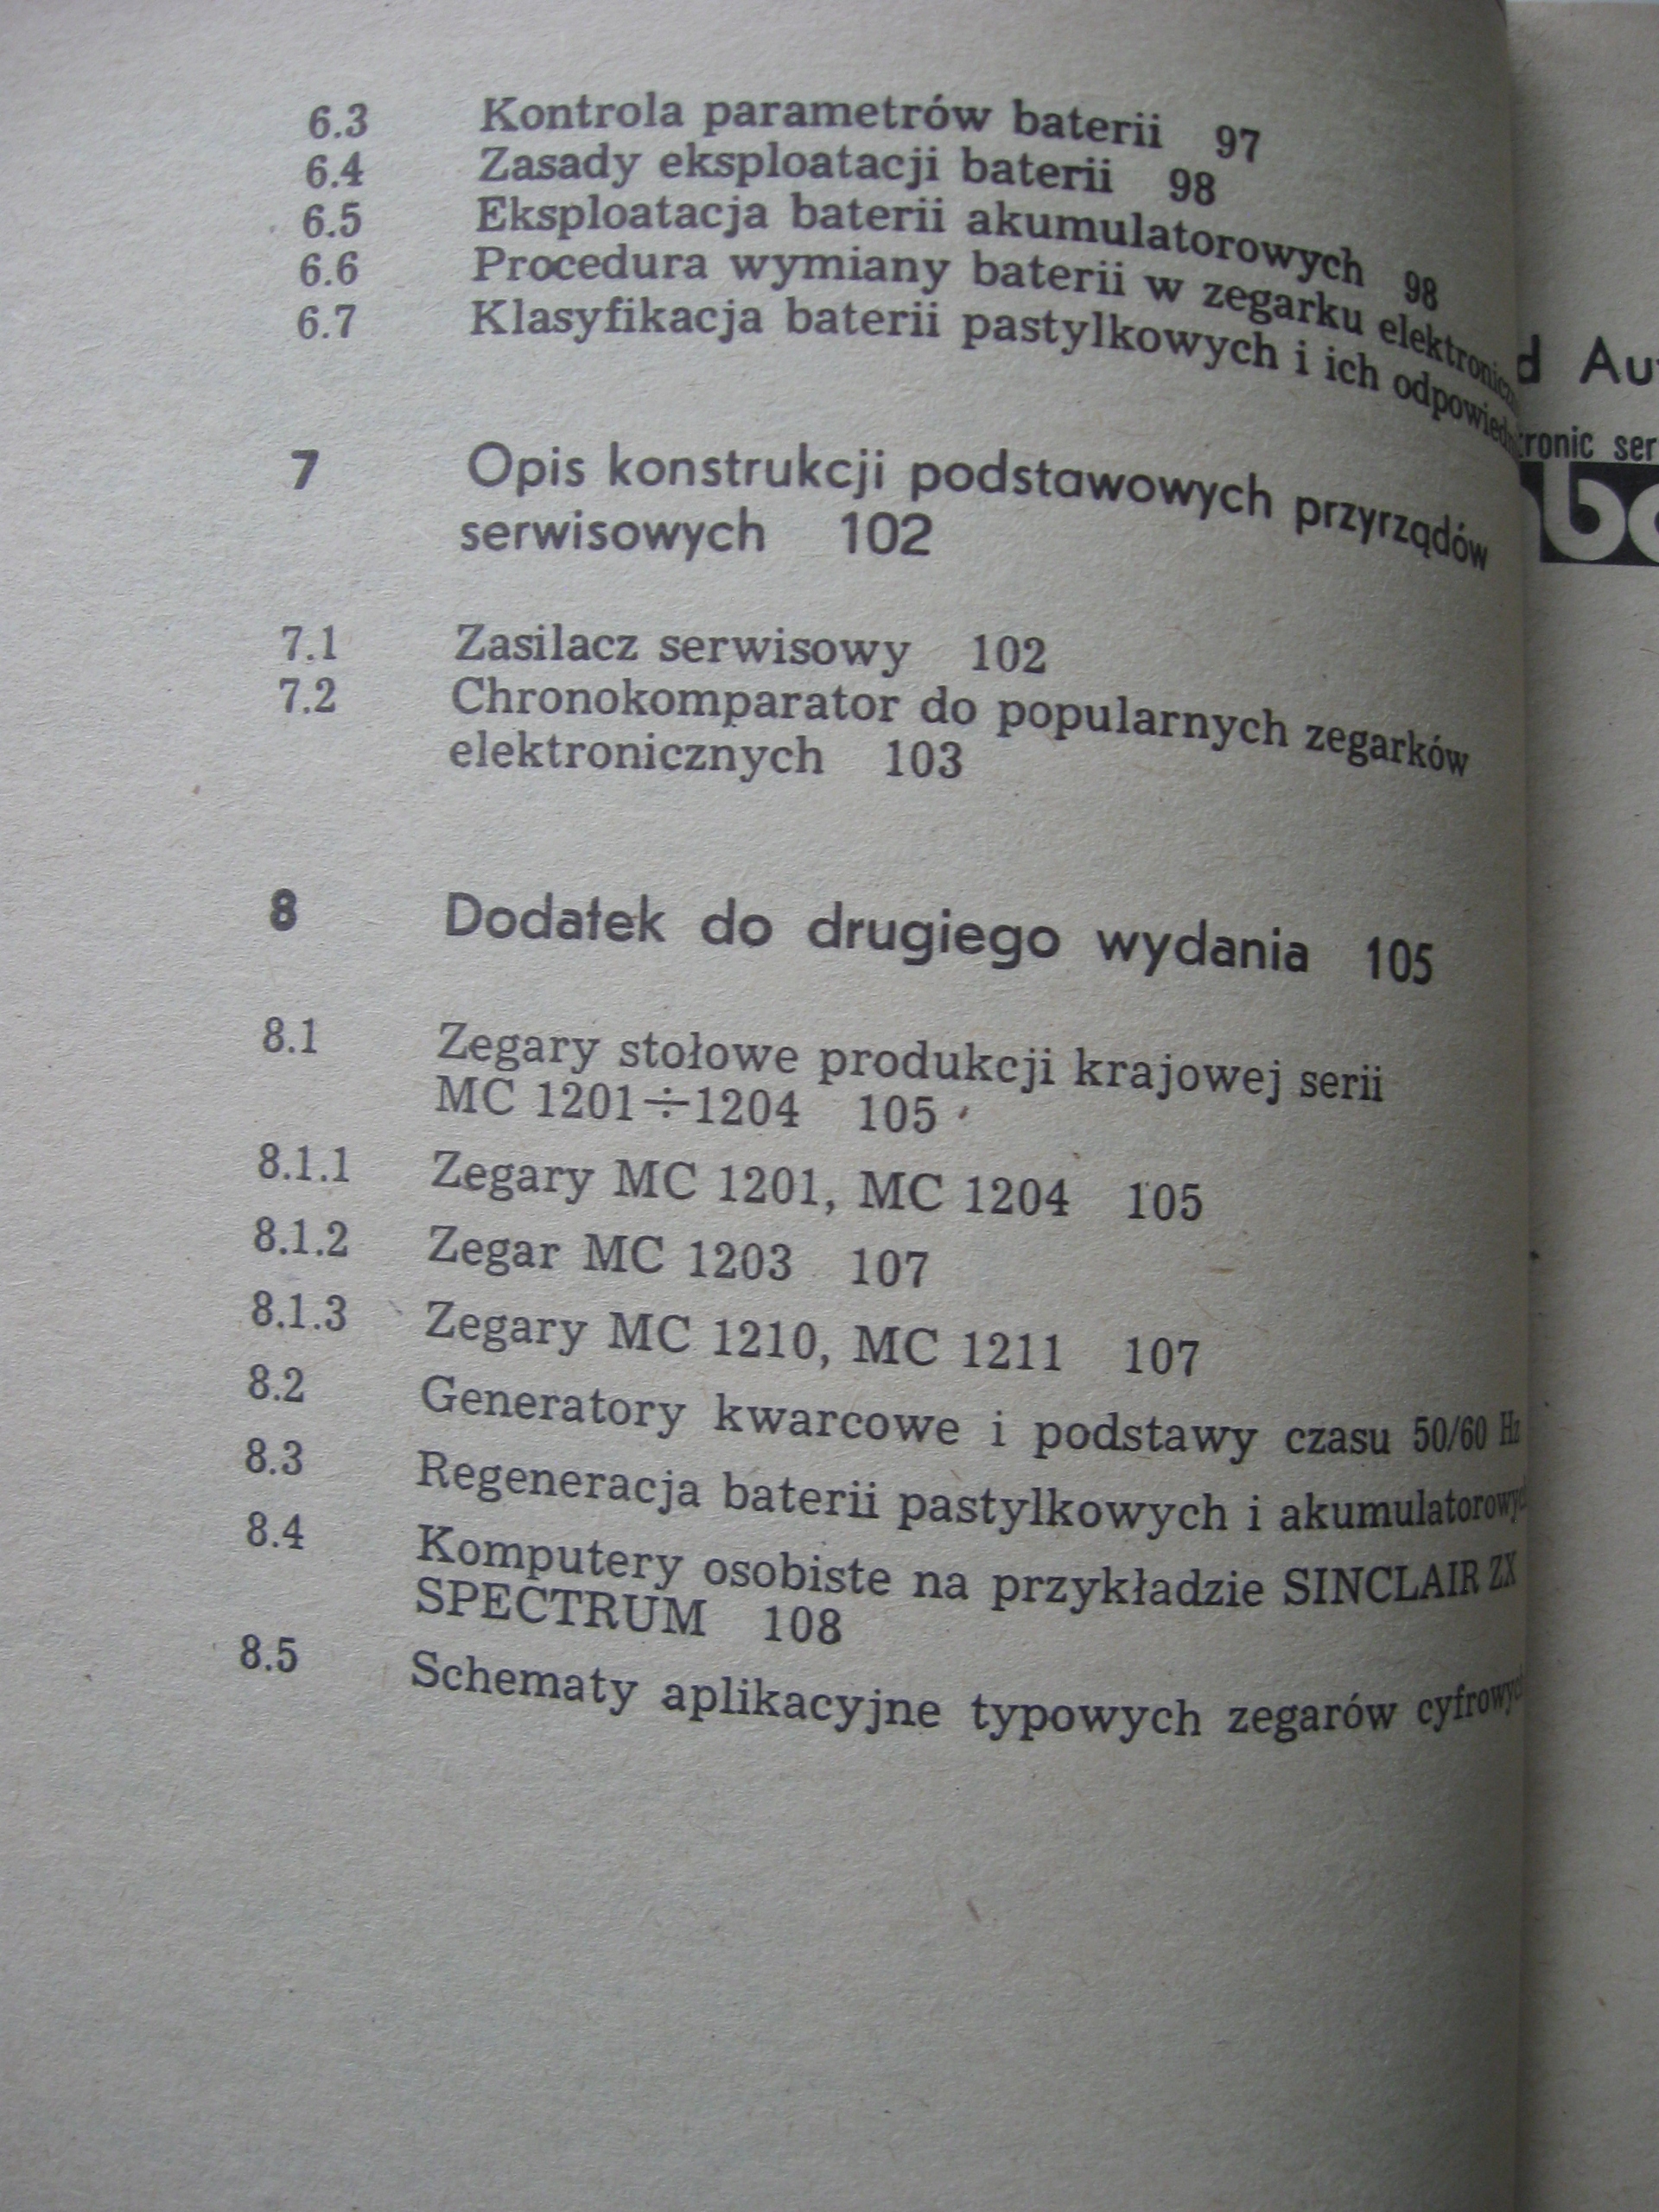 6.3 Kontrola parametrów baterii 97
6.4 Zasady eksploatacji baterii 98
6.5 Eksploatacja baterii akumulatorowych 98
6.6 Procedura wymiany baterii w zegarku
6.7 Klasyfikacja baterii pastylkowych i ich
7 Opis konstrukcji podstawowych przyrządów
serwisowych 102
7.1 Zasilacz serwisowy 102
7.2 Chronokomparator do popularnych zegarków
elektronicznych 103
8 Dodatek do drugiego wydania 105
8.1 Zegary stołowe produkcji krajowej serii
MC 1201÷1204 105
8.1.1 Zegary MC 1201, MC 1204 105
8.1.2 Zegar MC 1203 107
8.1.3 Zegary MC 1210, MC 1211 107
8.2 Generatory kwarcowe i podstawy czasu 50/60 Hz
8.3 Regeneracja baterii pastylkowych i
8.4 Komputery osobiste na przykładzie SINCLAIR ZX
SPECTRUM 108
8.5 Schematy aplikacyjne typowych zegarów